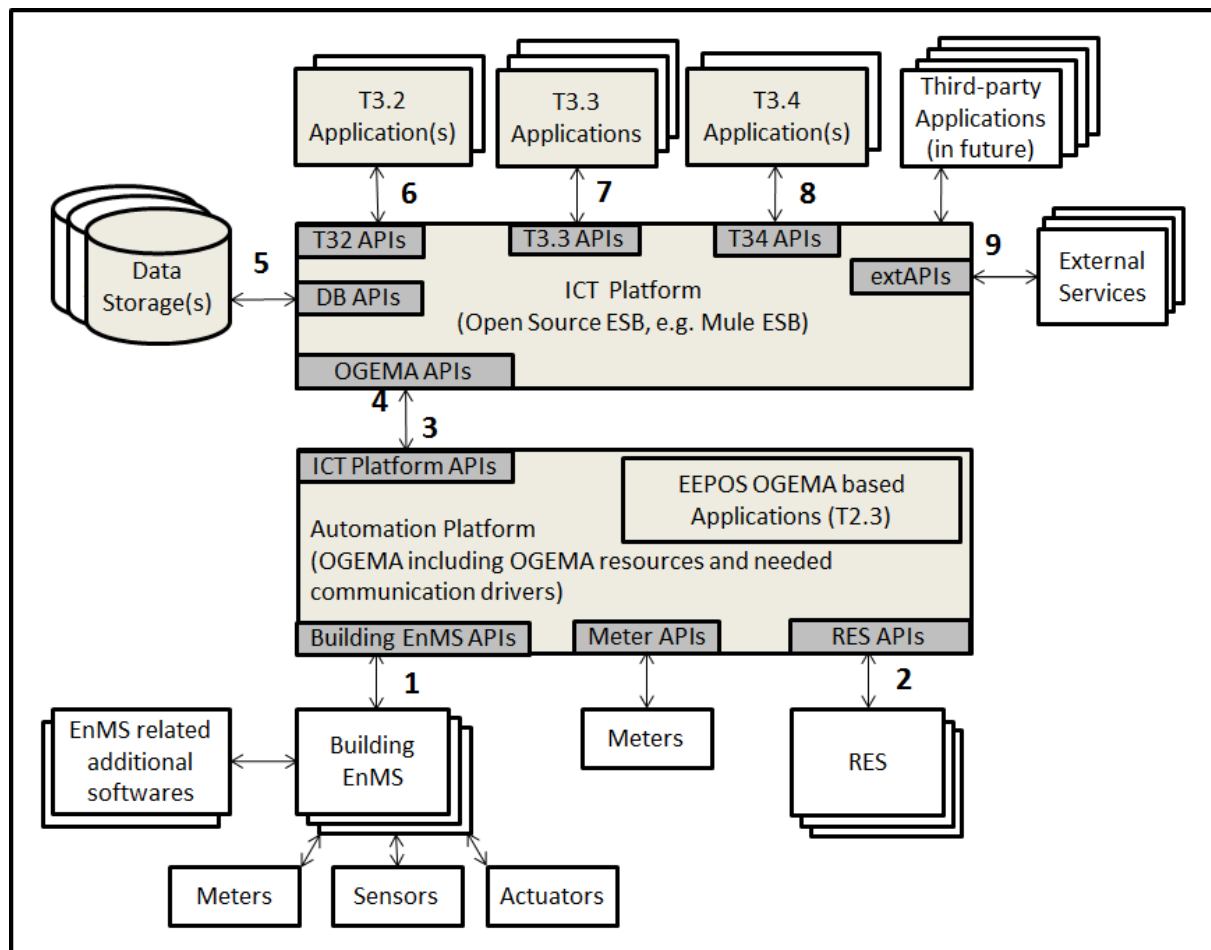 T3.2
Application(s)
T3.3
Applications
T3.4
Application(s)
Third-party
Applications
(in future)
6
7
8
Data
Storage(s)
5
T32 APIs
T3.3 APIs
T34 APIs
9
extAPIs
External
Services
DB APIs
ICT Platform
(Open Source ESB, e.g. Mule ESB)
OGEMA APIs
4
3
ICT Platform APIs
EEPOS OGEMA based
Applications (T2.3)
Automation Platform
(OGEMA including OGEMA resources and needed
communication drivers)
Building EnMS APIs
Meter APIs
RES APIs
1
2
EnMS related
additional
softwares
Building
EnMS
Meters
RES
Meters
Sensors
Actuators